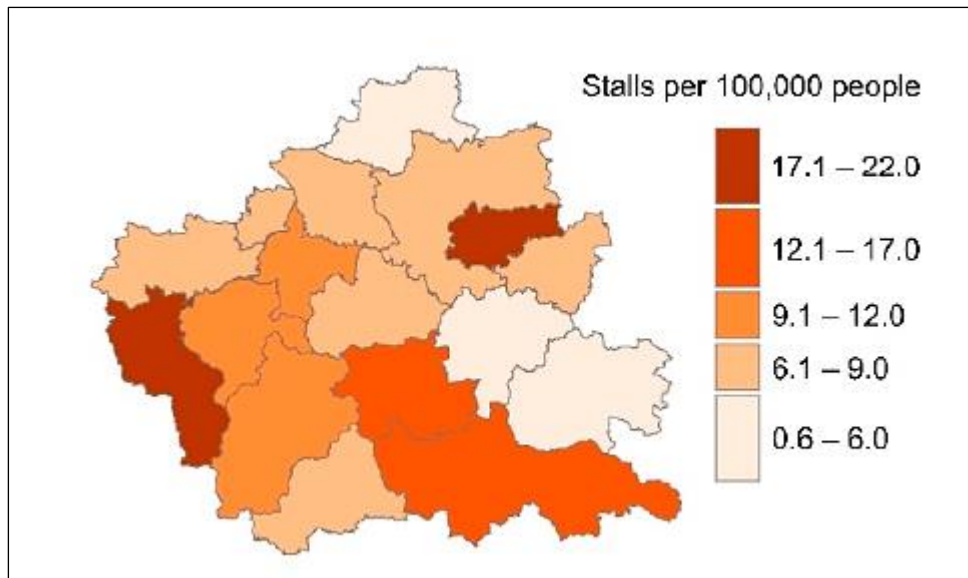 Stalls per 100,000 people
17.1 – 22.0
12.1 – 17.0
9.1 – 12.0
6.1 – 9.0
0.6 – 6.0